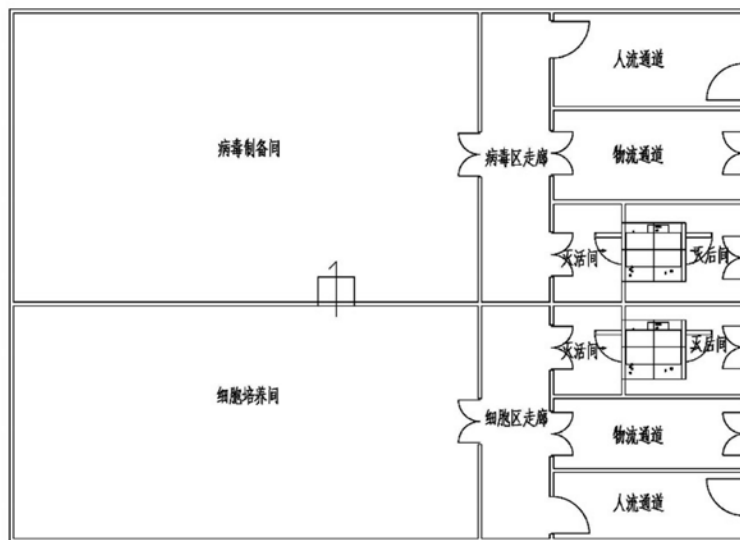 人流通道
病毒制备间
病毒区走廊
物流通道
灭活间
灭后间
灭活间
灭后间
细胞培养间
细胞区走廊
物流通道
人流通道